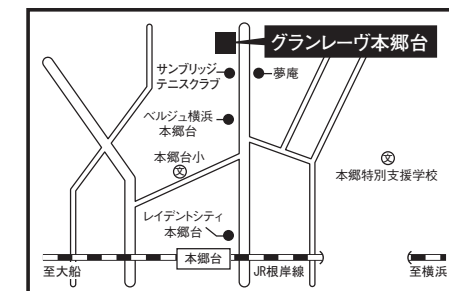 グランレーヴ本郷台
サンブリッジ
テニスクラブ
夢庵
ベルジュ横浜
本郷台
本郷台小
文
文
本郷特別支援学校
レイデントシティ
本郷台
本郷台
至大船
JR根岸線
至横浜